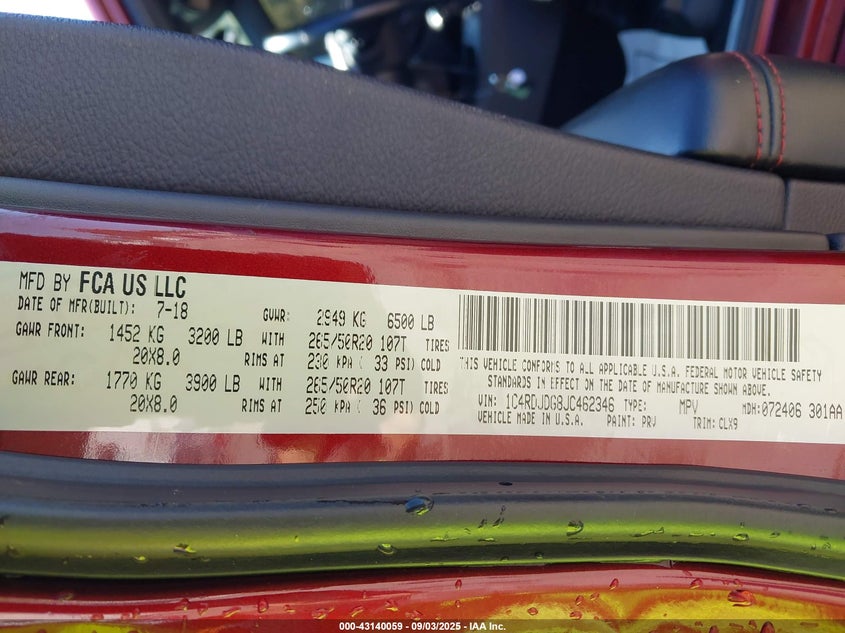 MFD BY FCA US LLC
DATE OF MFR(BUILT): 7-18 GVWR: 2949 KG 6500 LB
GAWR FRONT: 1452 KG 3200 LB WITH 265/50R20 107T TIRES
20X8.0 RIMS AT 230 KPA ( 33 PSI) COLD
GAWR REAR: 1770 KG 3900 LB WITH 265/50R20 107T TIRES
20X8.0 RIMS AT 250 KPA ( 36 PSI) COLD
THIS VEHICLE CONFORMS TO ALL APPLICABLE U.S.A. FEDERAL MOTOR VEHICLE SAFETY
STANDARDS IN EFFECT ON THE DATE OF MANUFACTURE SHOWN ABOVE.
VIN: 1C4RDJDG8JC462346 TYPE: MPV MDH:072406 301AA
VEHICLE MADE IN U.S.A. PAINT: PRV TRIM: CLX9
000-43140059 - 09/03/2025 - IAA Inc.